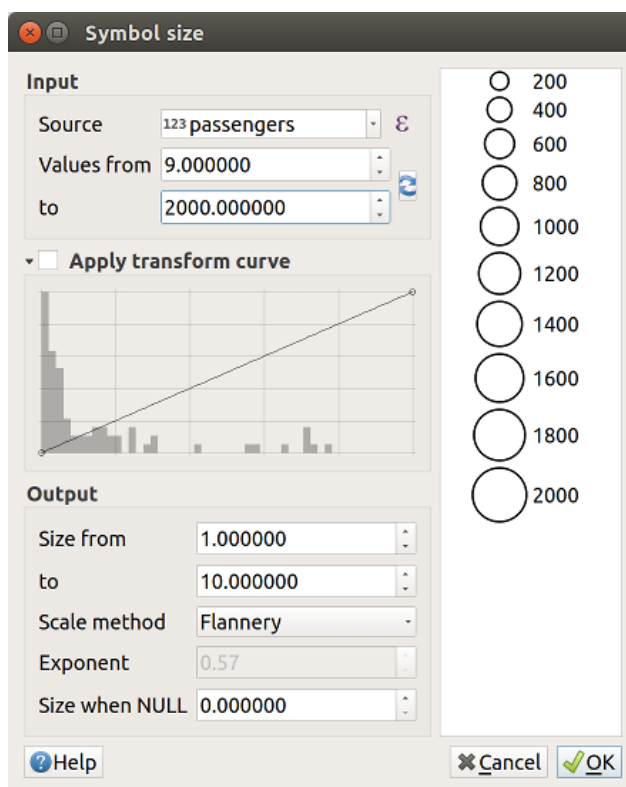 Symbol size
Input
Source 123 passengers ε
Values from 9.000000
to 2000.000000
Apply transform curve
Output
Size from 1.000000
to 10.000000
Scale method Flannery
Exponent 0.57
Size when NULL 0.000000
Help
200
400
600
800
1000
1200
1400
1600
1800
2000
Cancel OK